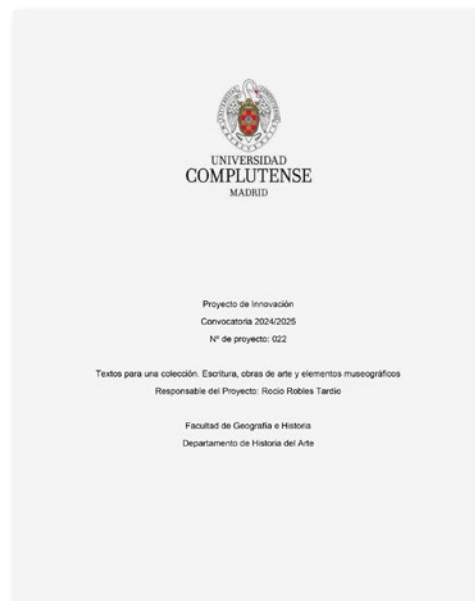 UNIVERSIDAD
COMPLUTENSE
MADRID
Proyecto de Innovación
Convocatoria 2024/2025
Nº de proyecto: 022
Textos para una colección. Escritura, obras de arte y elementos museográficos
Responsable del Proyecto: Rocío Robles Tardío
Facultad de Geografía e Historia
Departamento de Historia del Arte